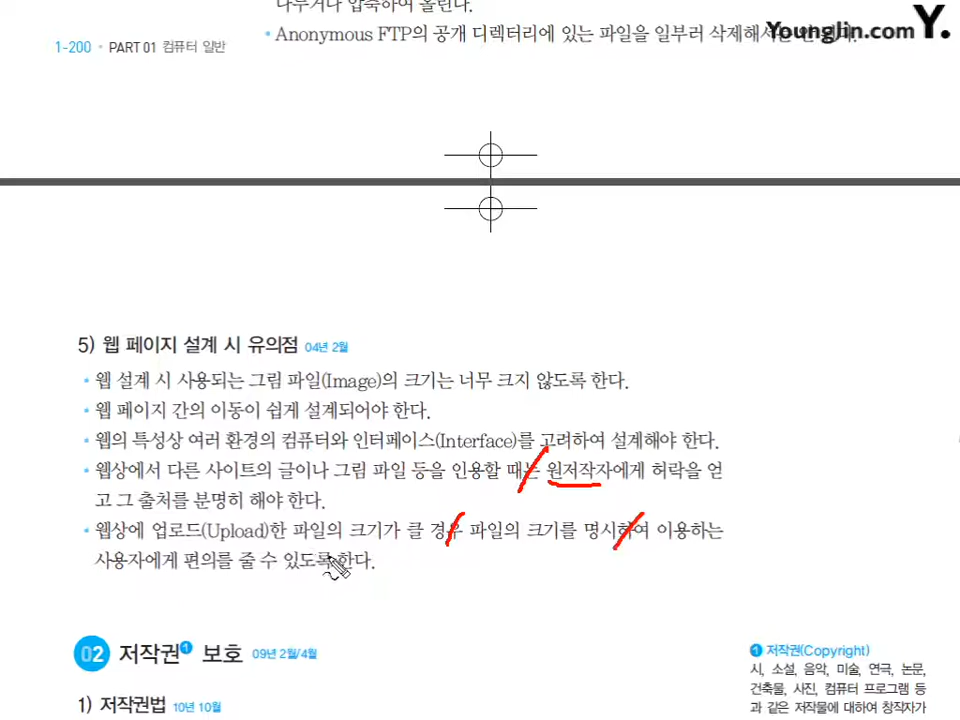 나누거나 압축하여 올린다.
• Anonymous FTP의 공개 디렉터리에 있는 파일을 일부러 삭제해서는 안 된다.
Youngjin.com Y.
1-200 • PART 01 컴퓨터 일반
5) 웹 페이지 설계 시 유의점 04년 2월
• 웹 설계 시 사용되는 그림 파일(Image)의 크기는 너무 크지 않도록 한다.
• 웹 페이지 간의 이동이 쉽게 설계되어야 한다.
• 웹의 특성상 여러 환경의 컴퓨터와 인터페이스(Interface)를 고려하여 설계해야 한다.
• 웹상에서 다른 사이트의 글이나 그림 파일 등을 인용할 때는 원저작자에게 허락을 얻
고 그 출처를 분명히 해야 한다.
• 웹상에 업로드(Upload)한 파일의 크기가 클 경우 파일의 크기를 명시하여 이용하는
사용자에게 편의를 줄 수 있도록 한다.
02 저작권① 보호 09년 2월/4월
1) 저작권법 10년 10월
① 저작권(Copyright)
시, 소설, 음악, 미술, 연극, 논문,
건축물, 사진, 컴퓨터 프로그램 등
과 같은 저작물에 대하여 창작자가